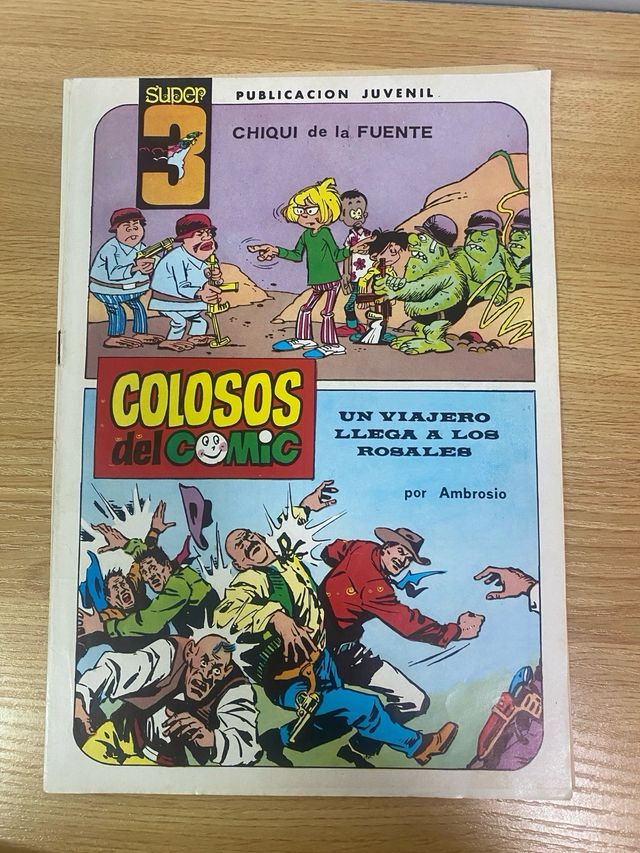 super
3
PUBLICACION JUVENIL
CHIQUI de la FUENTE
COLOSOS
del COMiC
UN VIAJERO
LLEGA A LOS
ROSALES
por Ambrosio